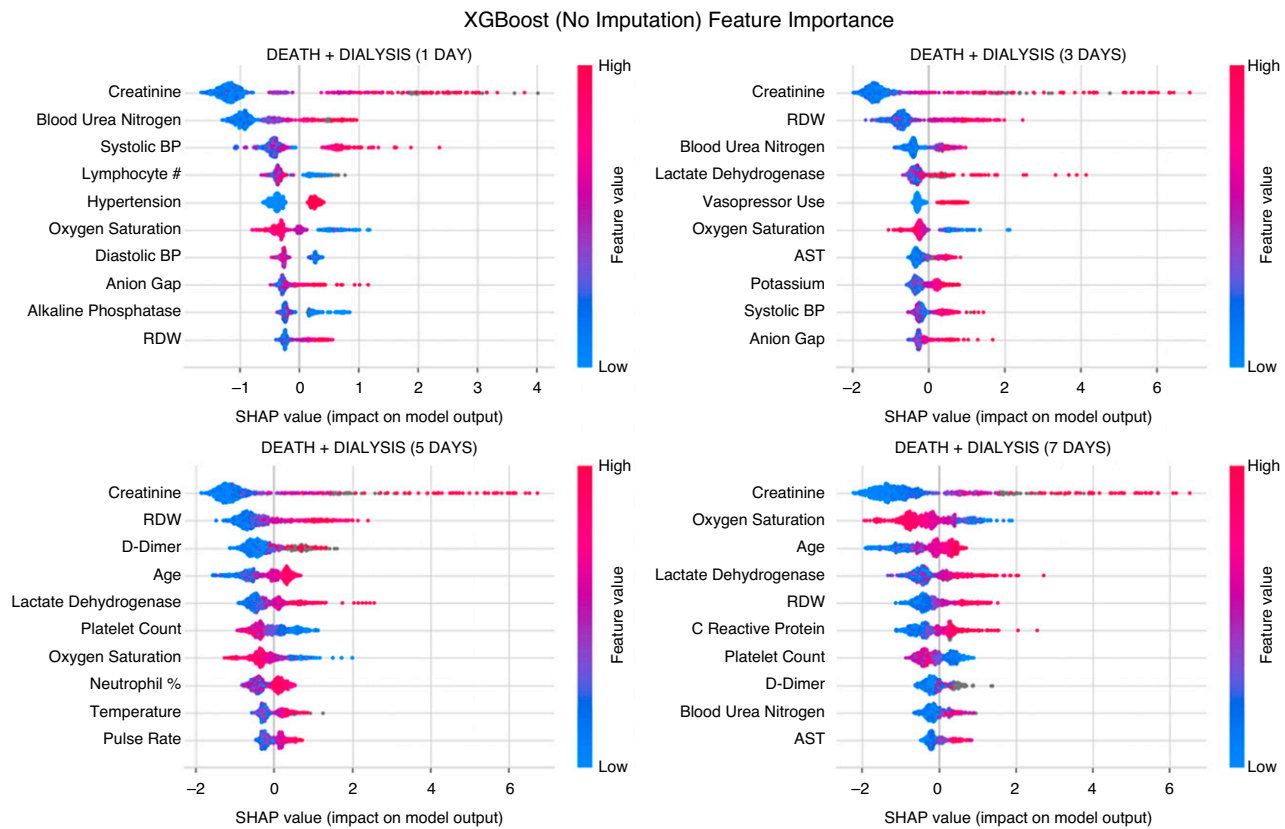 XGBoost (No Imputation) Feature Importance
DEATH + DIALYSIS (1 DAY)
Creatinine
Blood Urea Nitrogen
Systolic BP
Lymphocyte #
Hypertension
Oxygen Saturation
Diastolic BP
Anion Gap
Alkaline Phosphatase
RDW
−1 0 1 2 3 4
SHAP value (impact on model output)
High
Feature value
Low
DEATH + DIALYSIS (3 DAYS)
Creatinine
RDW
Blood Urea Nitrogen
Lactate Dehydrogenase
Vasopressor Use
Oxygen Saturation
AST
Potassium
Systolic BP
Anion Gap
−2 0 2 4 6
SHAP value (impact on model output)
High
Feature value
Low
DEATH + DIALYSIS (5 DAYS)
Creatinine
RDW
D-Dimer
Age
Lactate Dehydrogenase
Platelet Count
Oxygen Saturation
Neutrophil %
Temperature
Pulse Rate
−2 0 2 4 6
SHAP value (impact on model output)
High
Feature value
Low
DEATH + DIALYSIS (7 DAYS)
Creatinine
Oxygen Saturation
Age
Lactate Dehydrogenase
RDW
C Reactive Protein
Platelet Count
D-Dimer
Blood Urea Nitrogen
AST
−2 0 2 4 6
SHAP value (impact on model output)
High
Feature value
Low